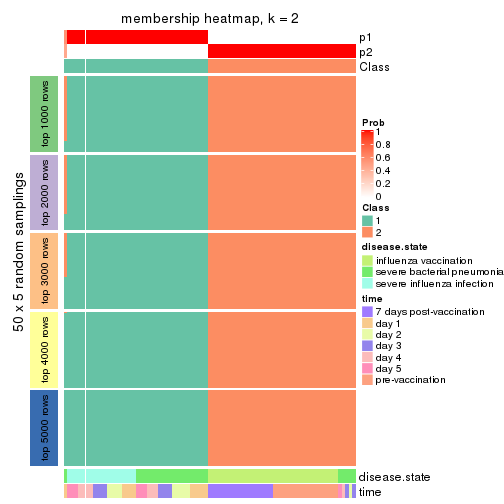 membership heatmap, k = 2
p1
p2
Class
50 x 5 random samplings
top 1000 rows
top 2000 rows
top 3000 rows
top 4000 rows
top 5000 rows
Prob
1
0.8
0.6
0.4
0.2
0
Class
1
2
disease.state
influenza vaccination
severe bacterial pneumonia
severe influenza infection
time
7 days post-vaccination
day 1
day 2
day 3
day 4
day 5
pre-vaccination
disease.state
time